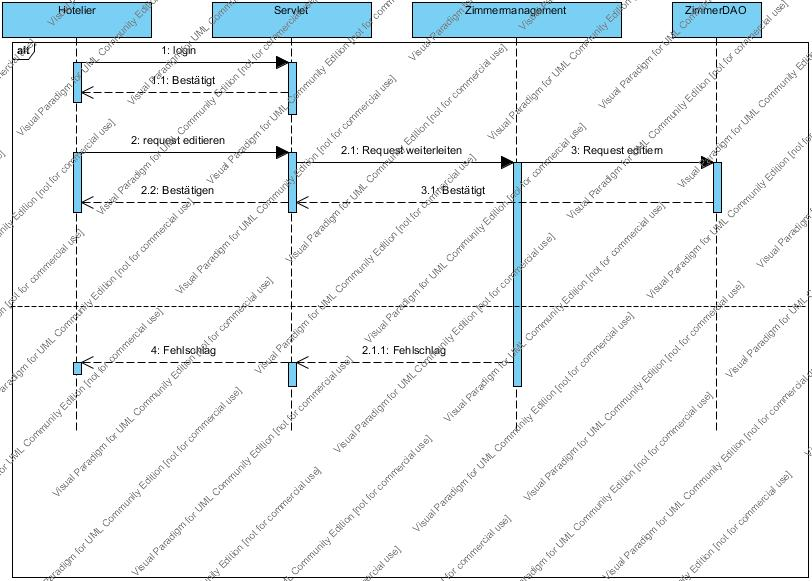 Hotelier
Servlet
Zimmermanagement
ZimmerDAO
alt
1: login
1.1: Bestätigt
2: request editieren
2.1: Request weiterleiten
3: Request editiern
2.2: Bestätigen
3.1: Bestätigt
4: Fehlschlag
2.1.1: Fehlschlag
Visual Paradigm for UML Community Edition [not for commercial use]